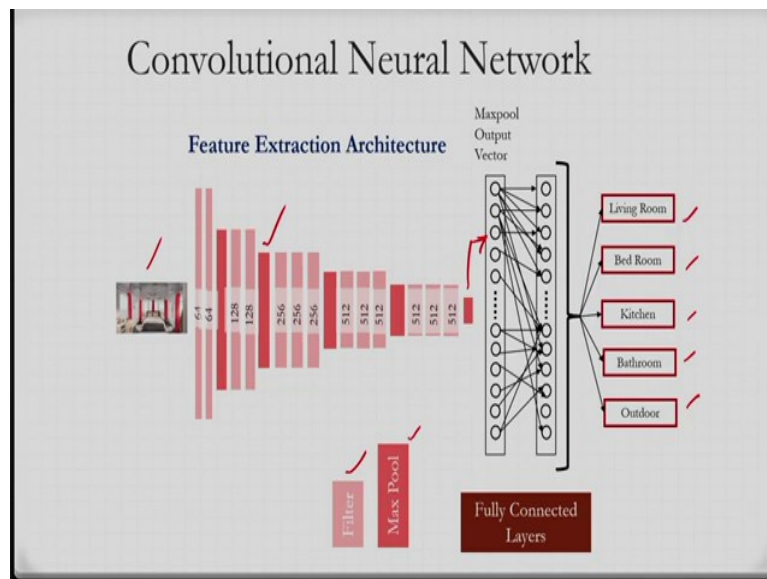 Convolutional Neural Network
Feature Extraction Architecture
Maxpool
Output
Vector
64
64
128
128
256
256
256
512
512
512
512
512
512
Living Room
Bed Room
Kitchen
Bathroom
Outdoor
Filter
Max Pool
Fully Connected
Layers